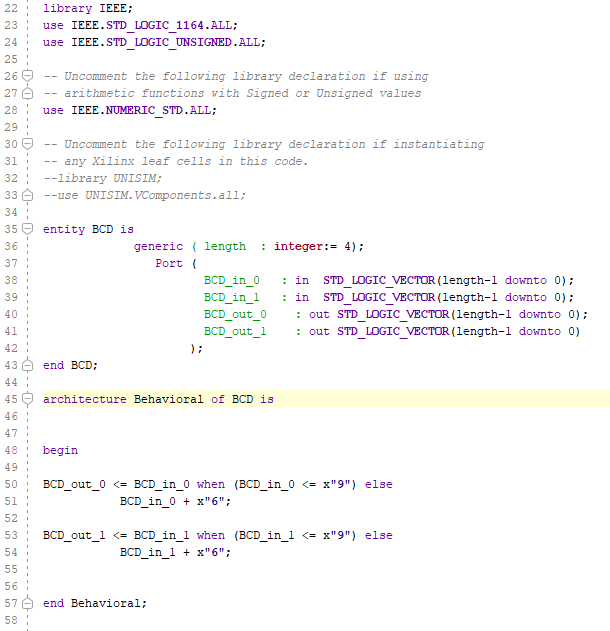 22 library IEEE;
23 use IEEE.STD_LOGIC_1164.ALL;
24 use IEEE.STD_LOGIC_UNSIGNED.ALL;
25
26 -- Uncomment the following library declaration if using
27 -- arithmetic functions with Signed or Unsigned values
28 use IEEE.NUMERIC_STD.ALL;
29
30 -- Uncomment the following library declaration if instantiating
31 -- any Xilinx leaf cells in this code.
32 --library UNISIM;
33 --use UNISIM.VComponents.all;
34
35 entity BCD is
36 generic ( length : integer:= 4);
37 Port (
38 BCD_in_0 : in STD_LOGIC_VECTOR(length-1 downto 0);
39 BCD_in_1 : in STD_LOGIC_VECTOR(length-1 downto 0);
40 BCD_out_0 : out STD_LOGIC_VECTOR(length-1 downto 0);
41 BCD_out_1 : out STD_LOGIC_VECTOR(length-1 downto 0)
42 );
43 end BCD;
44
45 architecture Behavioral of BCD is
46
47
48 begin
49
50 BCD_out_0 <= BCD_in_0 when (BCD_in_0 <= x"9") else
51 BCD_in_0 + x"6";
52
53 BCD_out_1 <= BCD_in_1 when (BCD_in_1 <= x"9") else
54 BCD_in_1 + x"6";
55
56
57 end Behavioral;
58